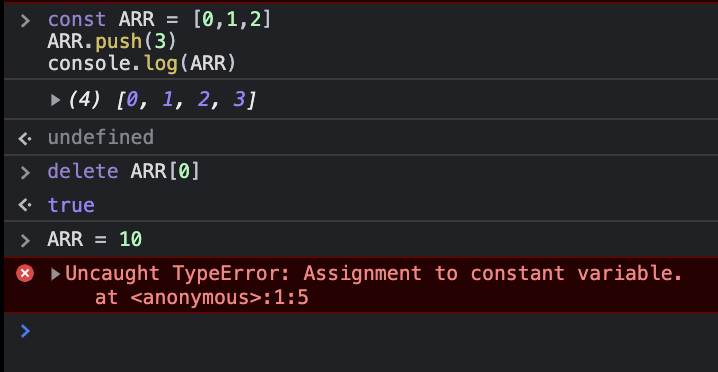 const ARR = [0,1,2]
ARR.push(3)
console.log(ARR)
(4) [0, 1, 2, 3]
undefined
delete ARR[0]
true
ARR = 10
Uncaught TypeError: Assignment to constant variable.
at <anonymous>:1:5